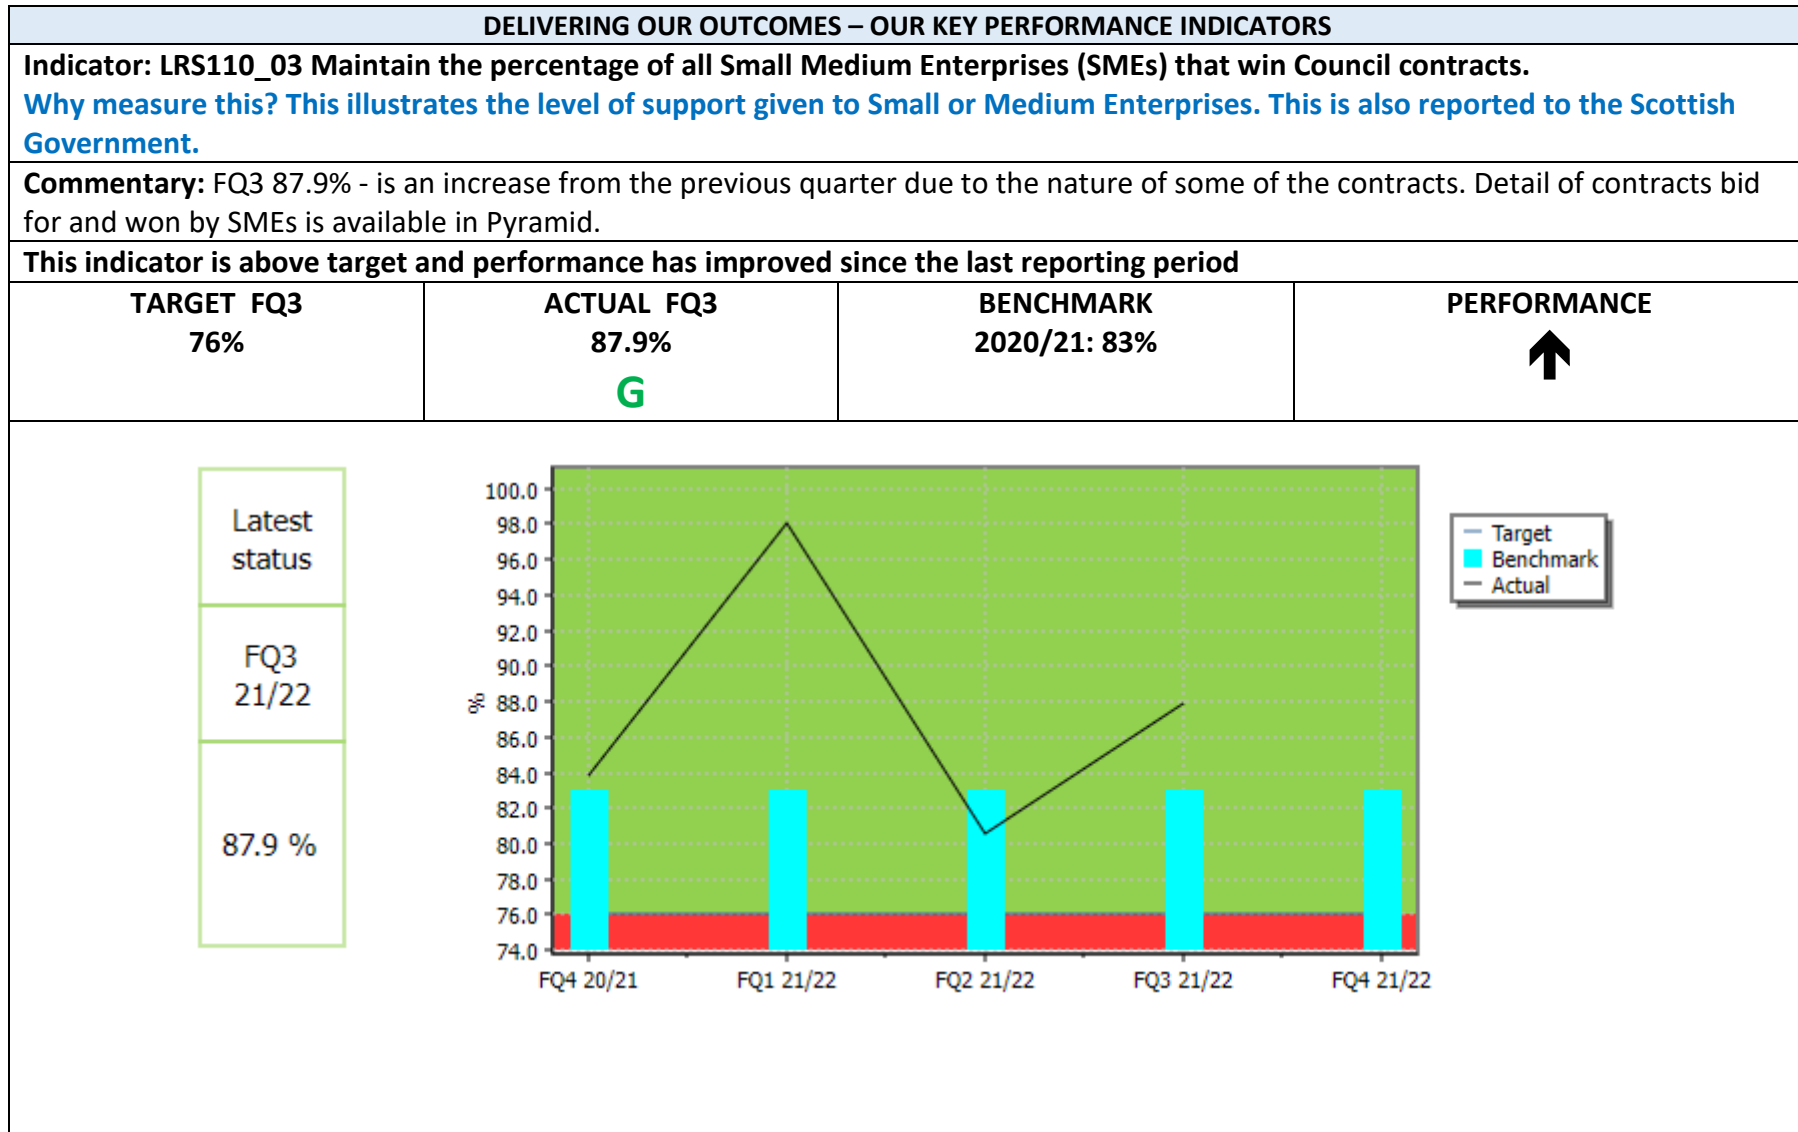 DELIVERING OUR OUTCOMES – OUR KEY PERFORMANCE INDICATORS
Indicator: LRS110_03 Maintain the percentage of all Small Medium Enterprises (SMEs) that win Council contracts.
Why measure this? This illustrates the level of support given to Small or Medium Enterprises. This is also reported to the Scottish
Government.
Commentary: FQ3 87.9% - is an increase from the previous quarter due to the nature of some of the contracts. Detail of contracts bid
for and won by SMEs is available in Pyramid.
This indicator is above target and performance has improved since the last reporting period
TARGET FQ3
76%
ACTUAL FQ3
87.9%
G
BENCHMARK
2020/21: 83%
PERFORMANCE
Latest
status
FQ3
21/22
87.9 %
%
100.0
98.0
96.0
94.0
92.0
90.0
88.0
86.0
84.0
82.0
80.0
78.0
76.0
74.0
FQ4 20/21
FQ1 21/22
FQ2 21/22
FQ3 21/22
FQ4 21/22
Target
Benchmark
Actual